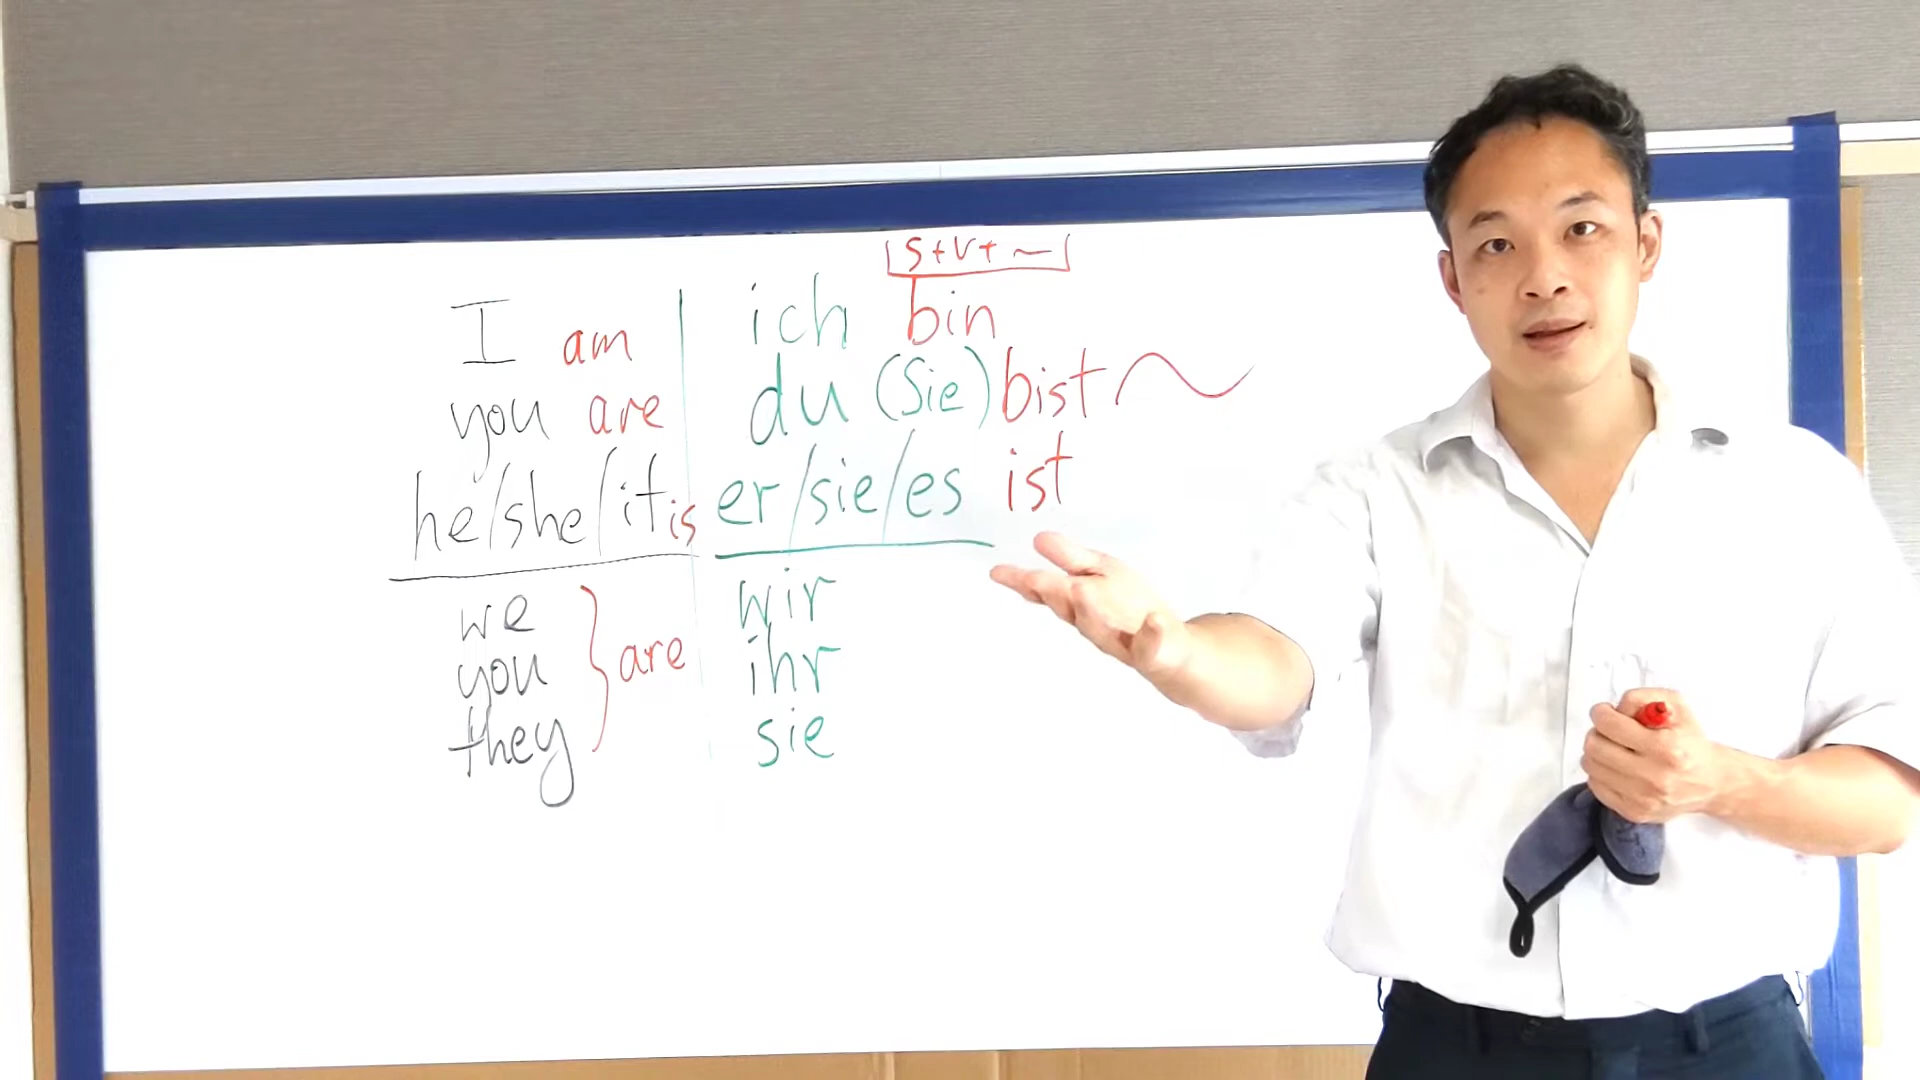 S+V+~
I am
you are
he/she/it is
we
you
they
} are
ich bin
du (Sie) bist ~
er/sie/es ist
wir
ihr
sie